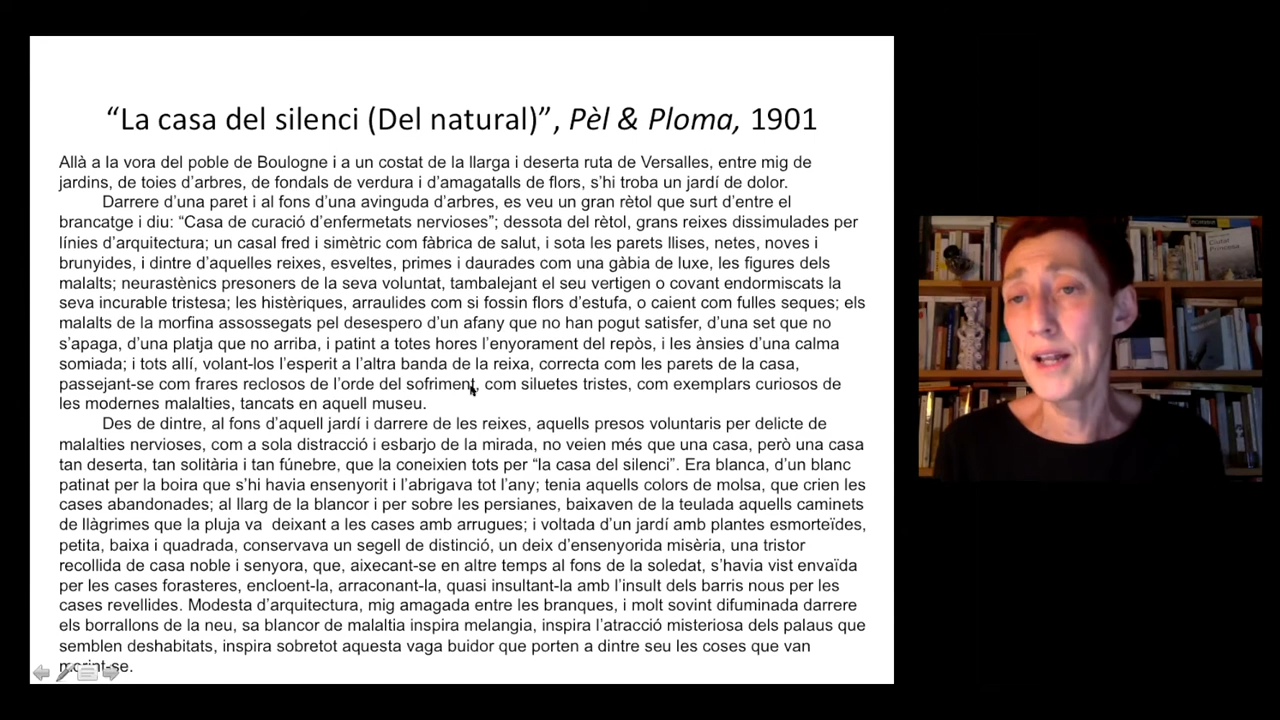 “La casa del silenci (Del natural)”, Pèl & Ploma, 1901
Allà a la vora del poble de Boulogne i a un costat de la llarga i deserta ruta de Versalles, entre mig de
jardins, de toies d’arbres, de fondals de verdura i d’amagatalls de flors, s’hi troba un jardí de dolor.
Darrere d’una paret i al fons d’una avinguda d’arbres, es veu un gran rètol que surt d’entre el
brancatge i diu: “Casa de curació d’enfermetats nervioses”; dessota del rètol, grans reixes dissimulades per
línies d’arquitectura; un casal fred i simètric com fàbrica de salut, i sota les parets llises, netes, noves i
brunyides, i dintre d’aquelles reixes, esveltes, primes i daurades com una gàbia de luxe, les figures dels
malalts; neurastènics presoners de la seva voluntat, tambalejant el seu vertigen o covant endormiscats la
seva incurable tristesa; les histèriques, arraulides com si fossin flors d’estufa, o caient com fulles seques; els
malalts de la morfina assossegats pel desespero d’un afany que no han pogut satisfer, d’una set que no
s’apaga, d’una platja que no arriba, i patint a totes hores l’enyorament del repòs, i les ànsies d’una calma
somiada; i tots allí, volant-los l’esperit a l’altra banda de la reixa, correcta com les parets de la casa,
passejant-se com frares reclosos de l’orde del sofriment, com siluetes tristes, com exemplars curiosos de
les modernes malalties, tancats en aquell museu.
Des de dintre, al fons d’aquell jardí i darrere de les reixes, aquells presos voluntaris per delicte de
malalties nervioses, com a sola distracció i esbarjo de la mirada, no veien més que una casa, però una casa
tan deserta, tan solitària i tan fúnebre, que la coneixien tots per “la casa del silenci”. Era blanca, d’un blanc
patinat per la boira que s’hi havia ensenyorit i l’abrigava tot l’any; tenia aquells colors de molsa, que crien les
cases abandonades; al llarg de la blancor i per sobre les persianes, baixaven de la teulada aquells caminets
de llàgrimes que la pluja va deixant a les cases amb arrugues; i voltada d’un jardí amb plantes esmorteïdes,
petita, baixa i quadrada, conservava un segell de distinció, un deix d’ensenyorida misèria, una tristor
recollida de casa noble i senyora, que, aixecant-se en altre temps al fons de la soledat, s’havia vist envaïda
per les cases forasteres, encloent-la, arraconant-la, quasi insultant-la amb l’insult dels barris nous per les
cases revellides. Modesta d’arquitectura, mig amagada entre les branques, i molt sovint difuminada darrere
els borrallons de la neu, sa blancor de malaltia inspira melangia, inspira l’atracció misteriosa dels palaus que
semblen deshabitats, inspira sobretot aquesta vaga buidor que porten a dintre seu les coses que van
morint-se.